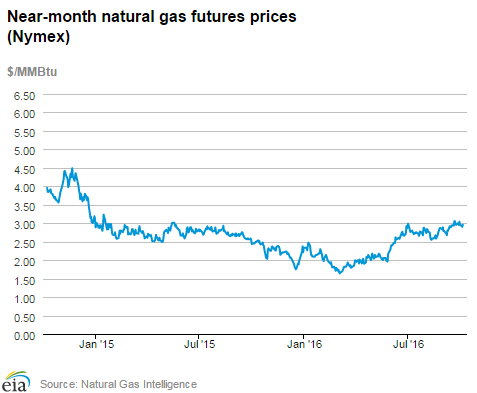 Near-month natural gas futures prices
(Nymex)
$/MMBtu
6.50
6.00
5.50
5.00
4.50
4.00
3.50
3.00
2.50
2.00
1.50
1.00
0.50
0.00
Jan '15
Jul '15
Jan '16
Jul '16
eia
Source: Natural Gas Intelligence